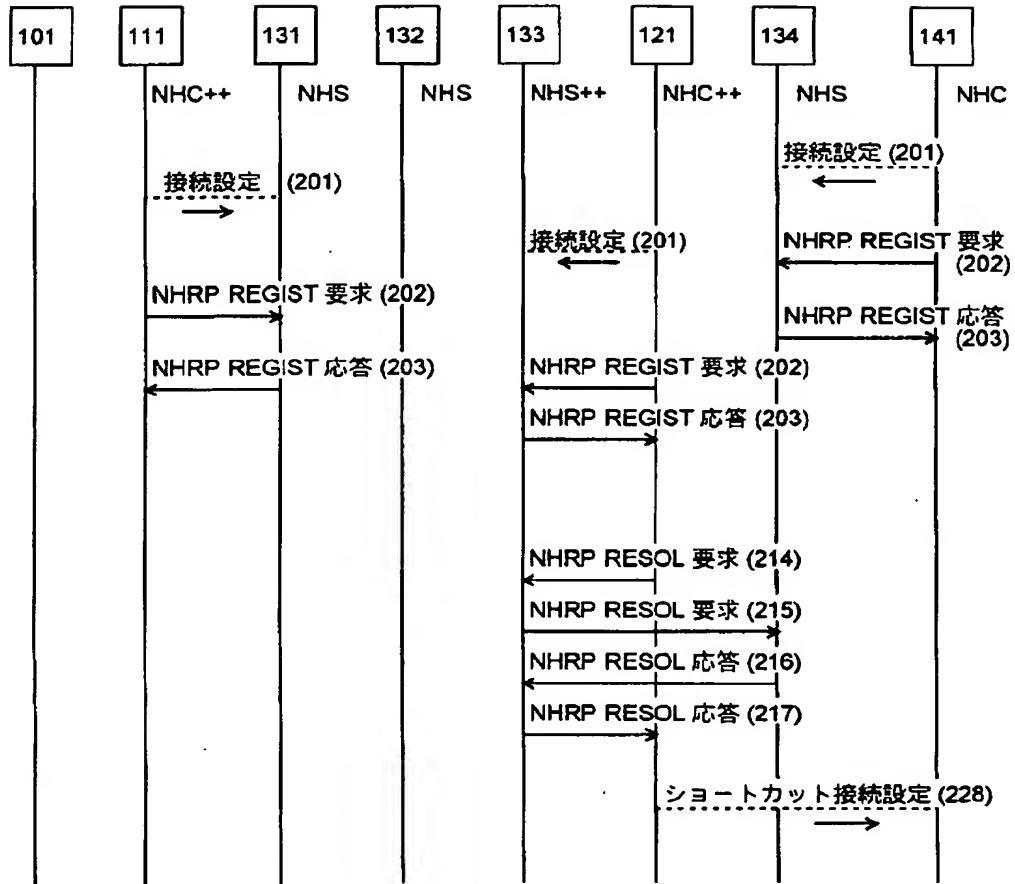 101 111 131 132 133 121 134 141
NHC++ NHS NHS NHS++ NHC++ NHS NHC
接続設定 (201)
接続設定 (201)
接続設定 (201)
NHRP REGIST 要求
(202)
NHRP REGIST 要求 (202)
NHRP REGIST 応答
(203)
NHRP REGIST 応答 (203)
NHRP REGIST 要求 (202)
NHRP REGIST 応答 (203)
NHRP RESOL 要求 (214)
NHRP RESOL 要求 (215)
NHRP RESOL 応答 (216)
NHRP RESOL 応答 (217)
ショートカット接続設定 (228)